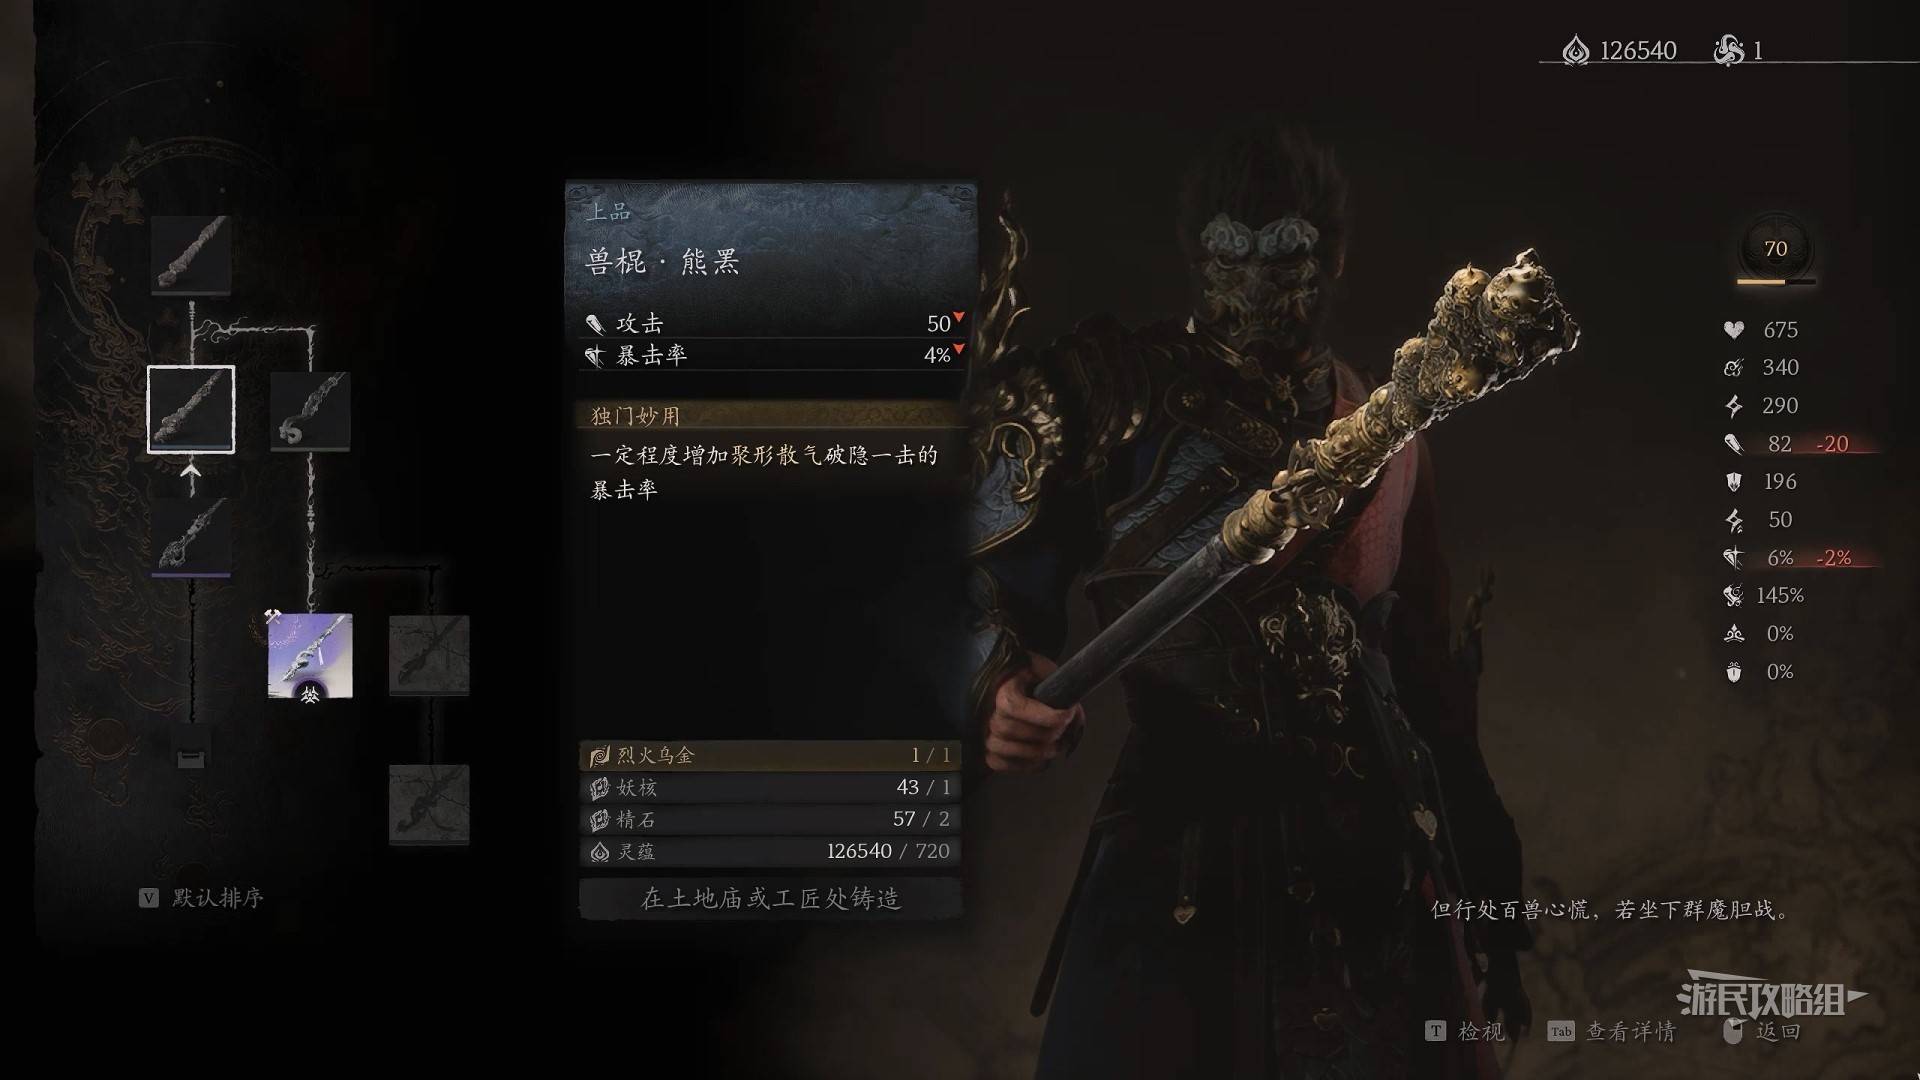 126540 1
上品
兽棍·熊罴
攻击 50
暴击率 4%
独门妙用
一定程度增加聚形散气破隐一击的
暴击率
烈火乌金 1 / 1
妖核 43 / 1
精石 57 / 2
灵蕴 126540 / 720
在土地庙或工匠处铸造
V 默认排序
70
675
340
290
82 -20
196
50
6% -2%
145%
0%
0%
但行处百兽心慌，若坐下群魔胆战。
游民攻略组
T 检视 Tab 查看详情 返回